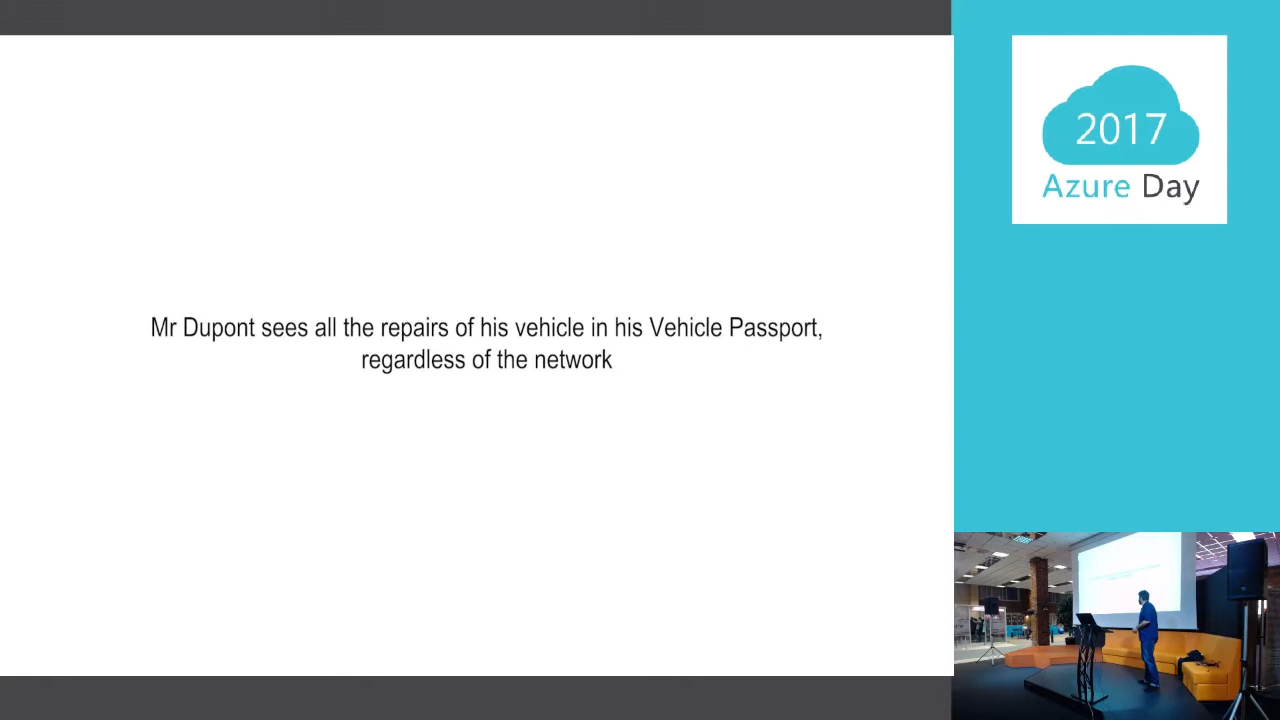 Mr Dupont sees all the repairs of his vehicle in his Vehicle Passport,
regardless of the network
2017
Azure Day